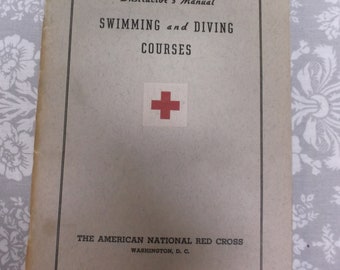 Instructor's Manual
SWIMMING and DIVING
COURSES
THE AMERICAN NATIONAL RED CROSS
WASHINGTON, D. C.